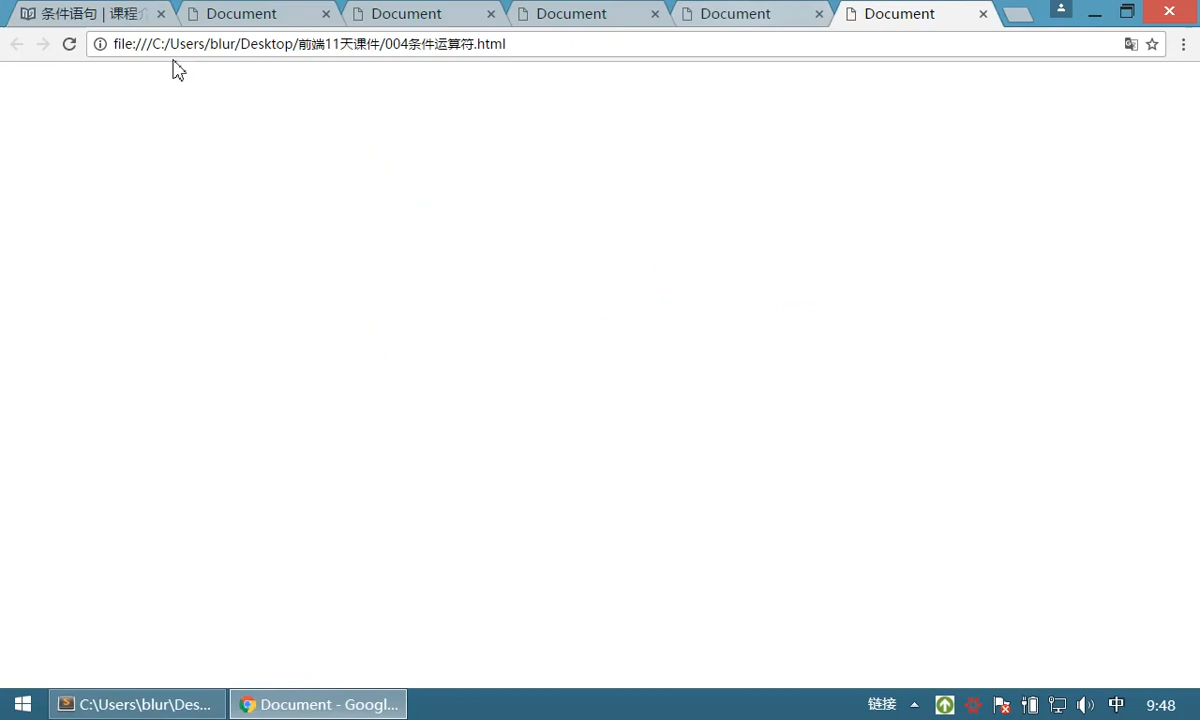 条件语句 | 课程
Document
Document
Document
Document
Document
file:///C:/Users/blur/Desktop/前端11天课件/004条件运算符.html
C:\Users\blur\Des...
Document - Googl...
链接
中
9:48